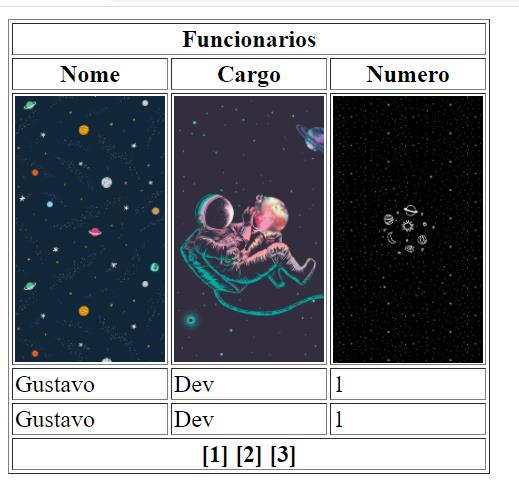 Funcionarios
Nome Cargo Numero
Gustavo Dev 1
Gustavo Dev 1
[1] [2] [3]